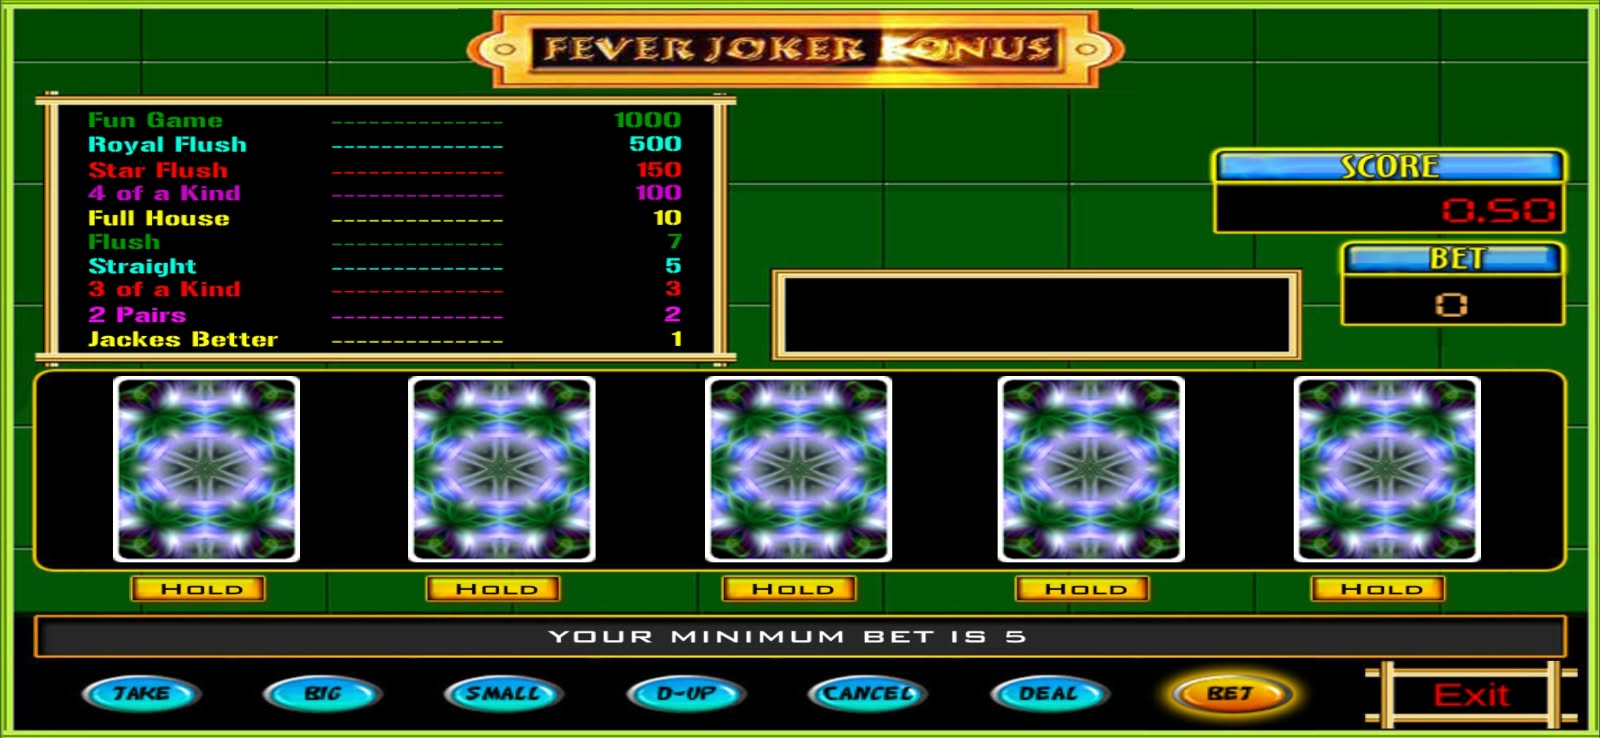 FEVER JOKER BONUS
Fun Game -------------- 1000
Royal Flush -------------- 500
Star Flush -------------- 150
4 of a Kind -------------- 100
Full House -------------- 10
Flush -------------- 7
Straight -------------- 5
3 of a Kind -------------- 3
2 Pairs -------------- 2
Jackes Better -------------- 1
SCORE
0.50
BET
0
HOLD HOLD HOLD HOLD HOLD
YOUR MINIMUM BET IS 5
TAKE BIG SMALL D-UP CANCEL DEAL BET Exit